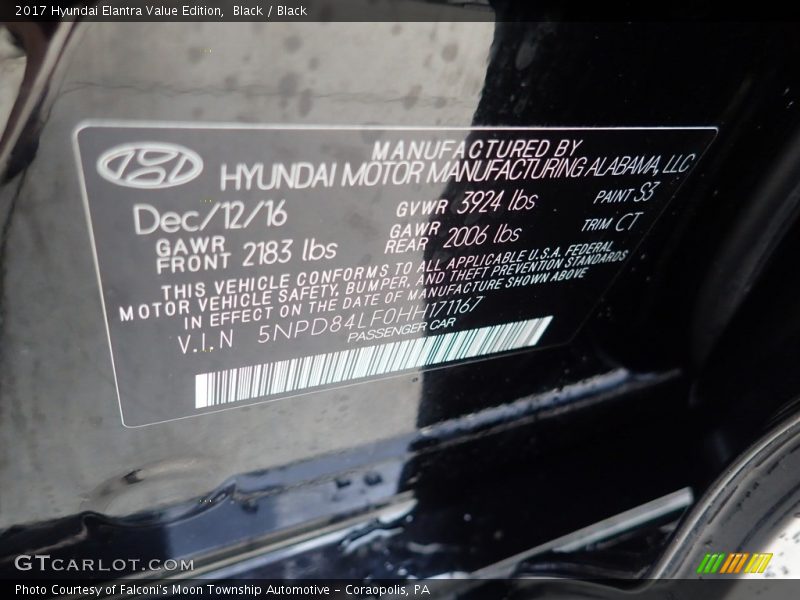 2017 Hyundai Elantra Value Edition,  Black / Black
MANUFACTURED BY
HYUNDAI MOTOR MANUFACTURING ALABAMA, LLC
Dec/12/16 GVWR 3924 lbs PAINT S3
GAWR FRONT 2183 lbs GAWR REAR 2006 lbs TRIM CT
THIS VEHICLE CONFORMS TO ALL APPLICABLE U.S.A. FEDERAL
MOTOR VEHICLE SAFETY, BUMPER, AND THEFT PREVENTION STANDARDS
IN EFFECT ON THE DATE OF MANUFACTURE SHOWN ABOVE
V.I.N 5NPD84LF0HH171167
PASSENGER CAR
GTCARLOT.COM
Photo Courtesy of Falconi's Moon Township Automotive – Coraopolis, PA